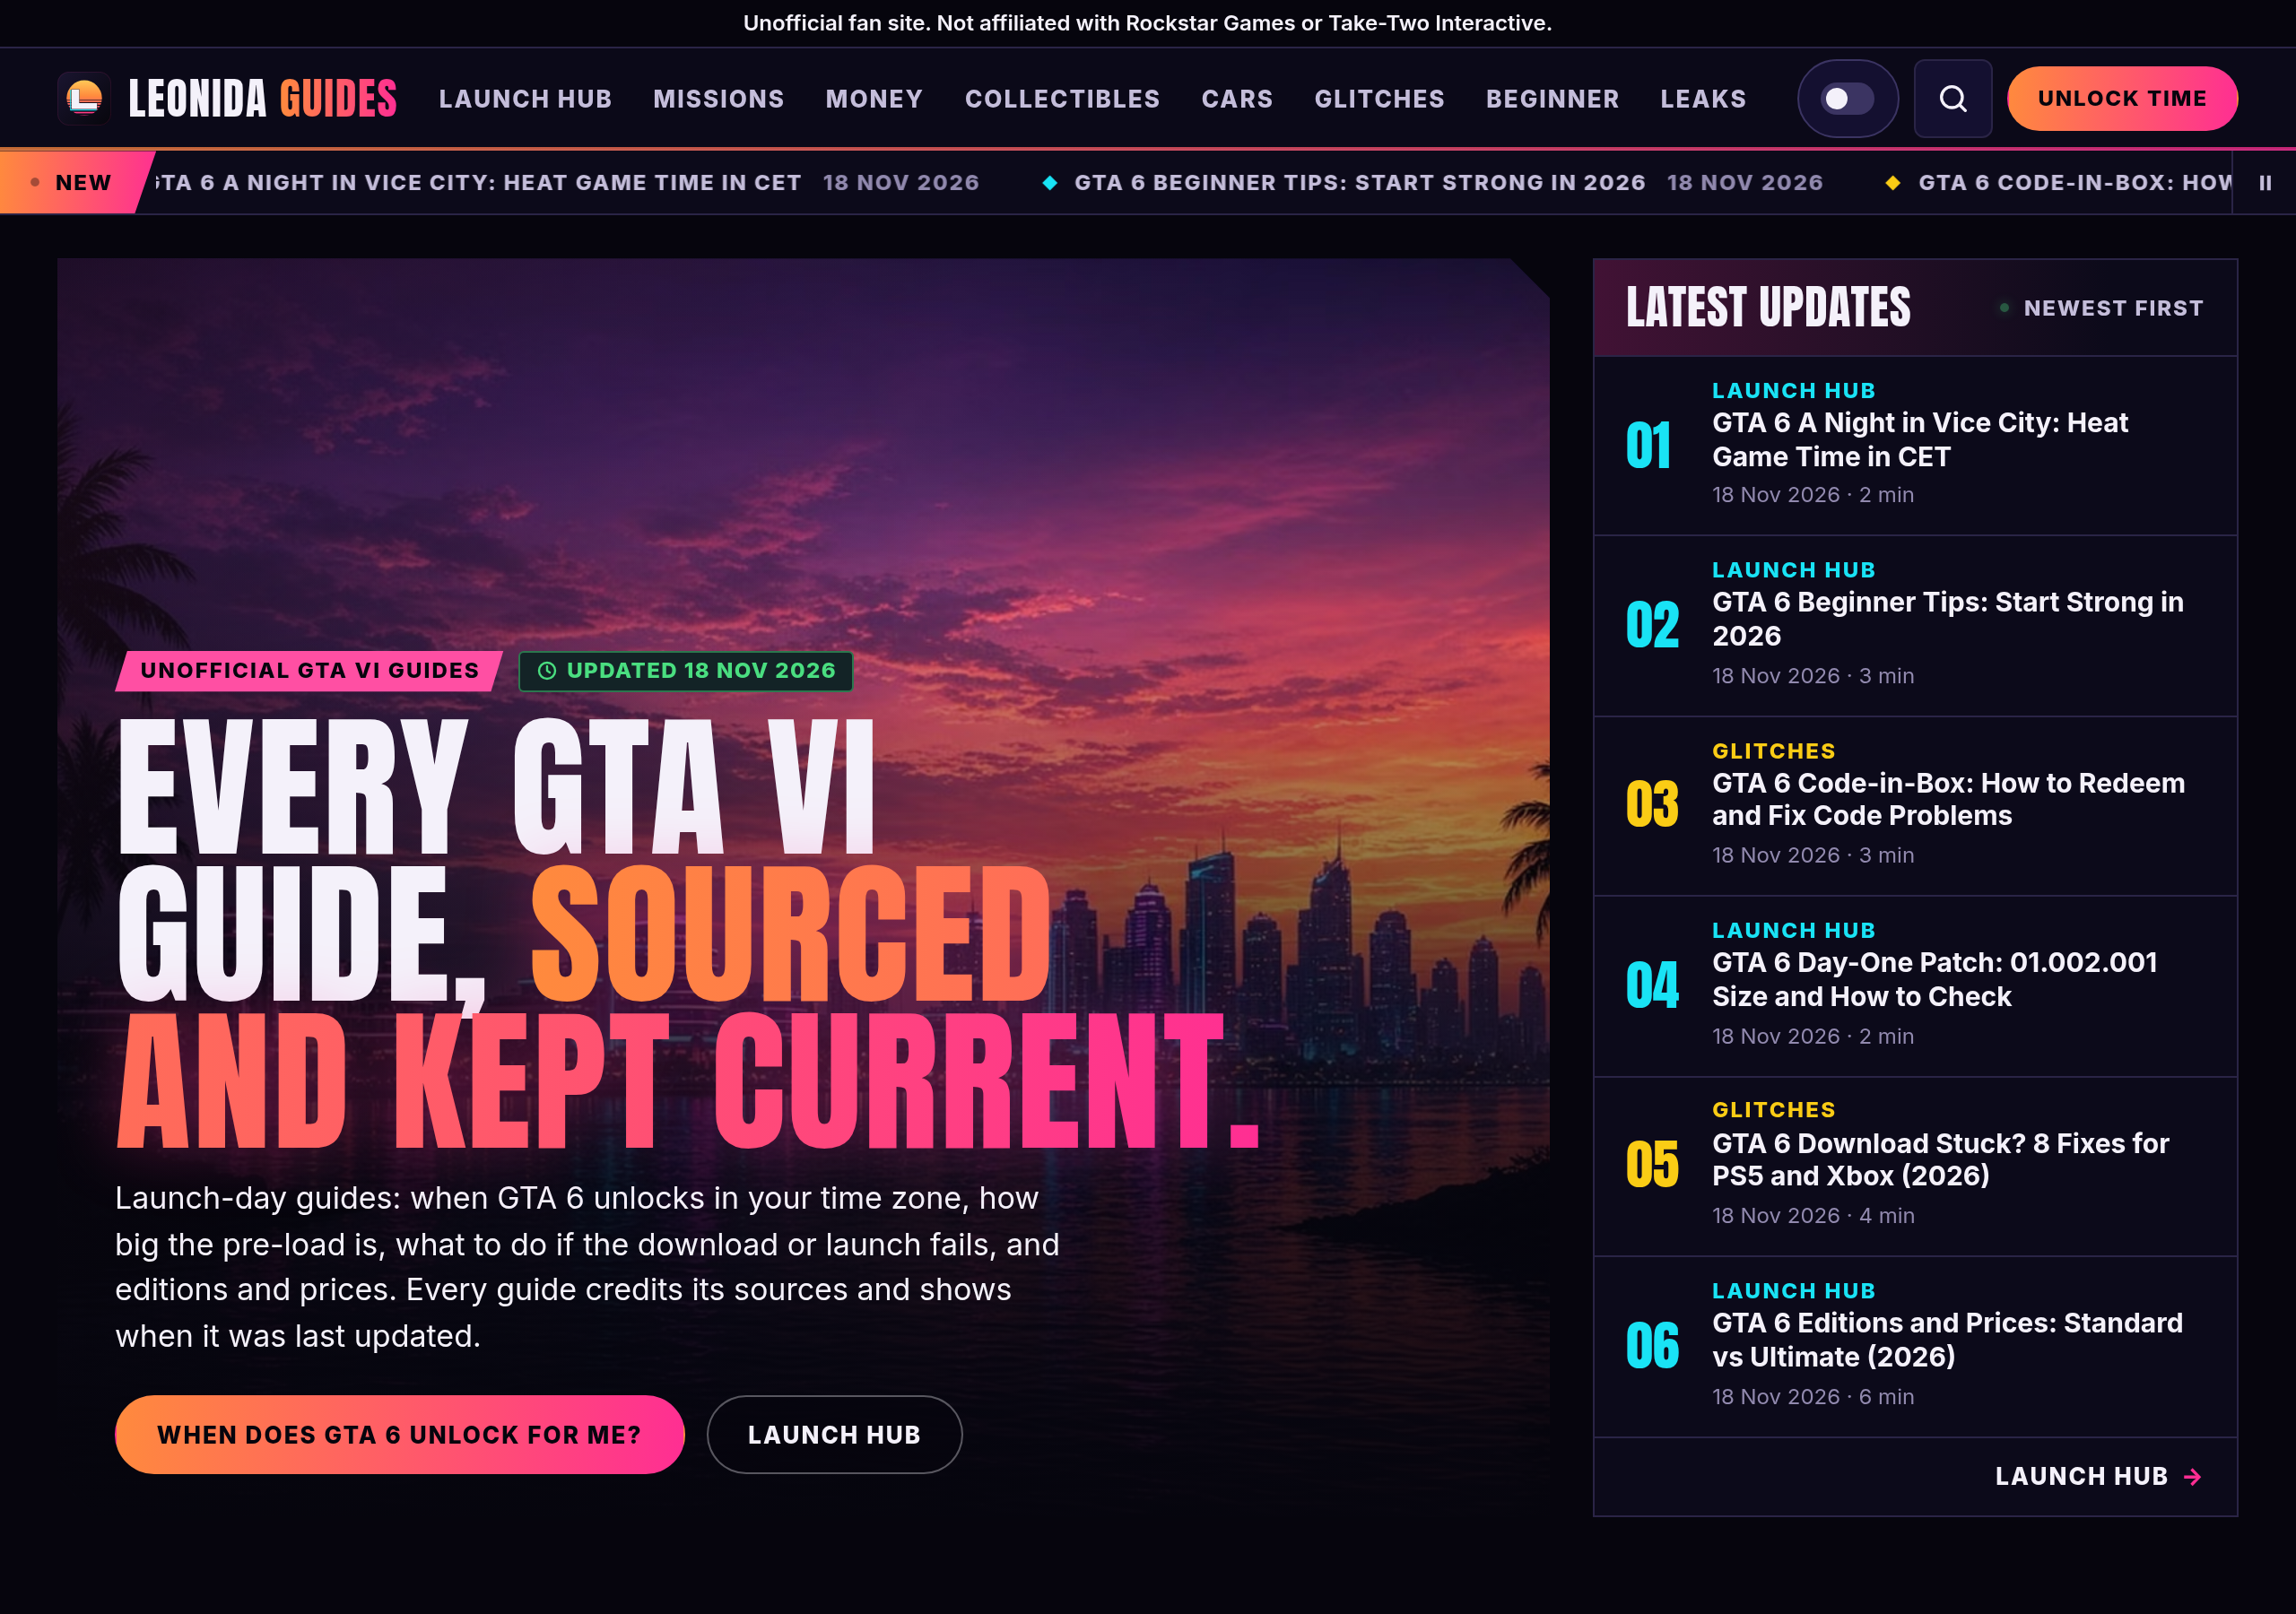 Unofficial fan site. Not affiliated with Rockstar Games or Take-Two Interactive.
LEONIDA GUIDES
LAUNCH HUB
MISSIONS
MONEY
COLLECTIBLES
CARS
GLITCHES
BEGINNER
LEAKS
UNLOCK TIME
NEW
GTA 6 A NIGHT IN VICE CITY: HEAT GAME TIME IN CET 18 NOV 2026
GTA 6 BEGINNER TIPS: START STRONG IN 2026 18 NOV 2026
GTA 6 CODE-IN-BOX: HOW
UNOFFICIAL GTA VI GUIDES
UPDATED 18 NOV 2026
EVERY GTA VI
GUIDE, SOURCED
AND KEPT CURRENT.
Launch-day guides: when GTA 6 unlocks in your time zone, how
big the pre-load is, what to do if the download or launch fails, and
editions and prices. Every guide credits its sources and shows
when it was last updated.
WHEN DOES GTA 6 UNLOCK FOR ME?
LAUNCH HUB
LATEST UPDATES
NEWEST FIRST
01
LAUNCH HUB
GTA 6 A Night in Vice City: Heat
Game Time in CET
18 Nov 2026 · 2 min
02
LAUNCH HUB
GTA 6 Beginner Tips: Start Strong in
2026
18 Nov 2026 · 3 min
03
GLITCHES
GTA 6 Code-in-Box: How to Redeem
and Fix Code Problems
18 Nov 2026 · 3 min
04
LAUNCH HUB
GTA 6 Day-One Patch: 01.002.001
Size and How to Check
18 Nov 2026 · 2 min
05
GLITCHES
GTA 6 Download Stuck? 8 Fixes for
PS5 and Xbox (2026)
18 Nov 2026 · 4 min
06
LAUNCH HUB
GTA 6 Editions and Prices: Standard
vs Ultimate (2026)
18 Nov 2026 · 6 min
LAUNCH HUB →